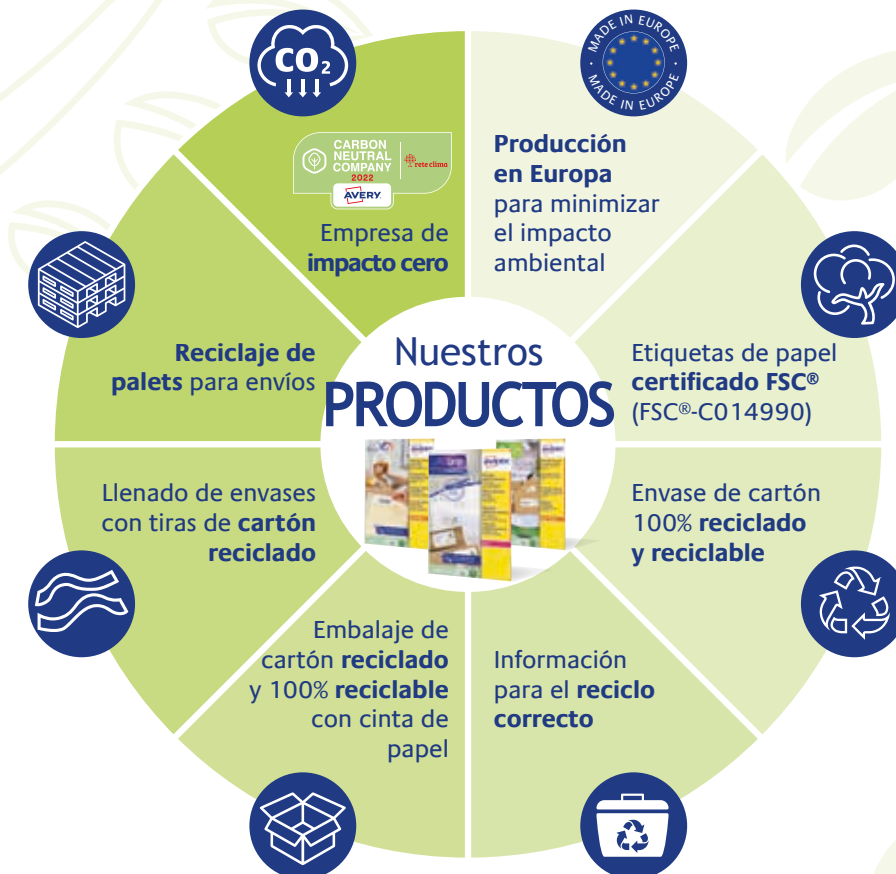 Nuestros
PRODUCTOS
MADE IN EUROPE
MADE IN EUROPE
Producción
en Europa
para minimizar
el impacto
ambiental
Etiquetas de papel
certificado FSC®
(FSC®-C014990)
Envase de cartón
100% reciclado
y reciclable
Información
para el reciclo
correcto
Embalaje de
cartón reciclado
y 100% reciclable
con cinta de
papel
Llenado de envases
con tiras de cartón
reciclado
Reciclaje de
palets para envíos
CO₂
CARBON
NEUTRAL
COMPANY
2022
rete clima
AVERY
Empresa de
impacto cero